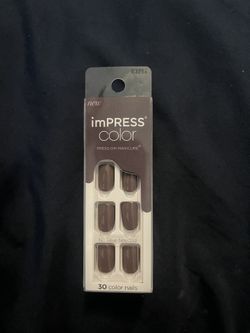 new
imPRESS
color
PRESS-ON MANICURE
30 color nails